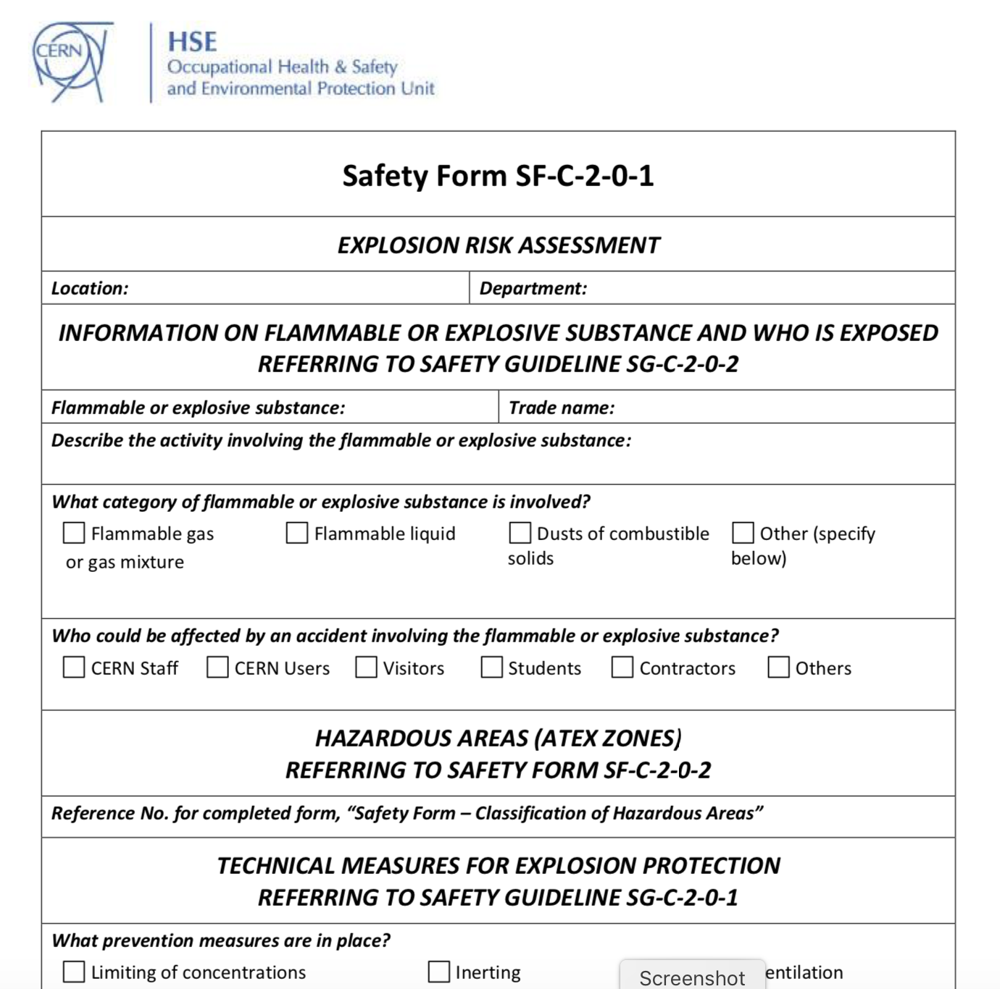 CERN
HSE
Occupational Health & Safety
and Environmental Protection Unit
Safety Form SF-C-2-0-1
EXPLOSION RISK ASSESSMENT
Location: Department:
INFORMATION ON FLAMMABLE OR EXPLOSIVE SUBSTANCE AND WHO IS EXPOSED
REFERRING TO SAFETY GUIDELINE SG-C-2-0-2
Flammable or explosive substance: Trade name:
Describe the activity involving the flammable or explosive substance:
What category of flammable or explosive substance is involved?
Flammable gas Flammable liquid Dusts of combustible Other (specify
or gas mixture solids below)
Who could be affected by an accident involving the flammable or explosive substance?
CERN Staff CERN Users Visitors Students Contractors Others
HAZARDOUS AREAS (ATEX ZONES)
REFERRING TO SAFETY FORM SF-C-2-0-2
Reference No. for completed form, “Safety Form – Classification of Hazardous Areas”
TECHNICAL MEASURES FOR EXPLOSION PROTECTION
REFERRING TO SAFETY GUIDELINE SG-C-2-0-1
What prevention measures are in place?
Limiting of concentrations Inerting entilation
Screenshot